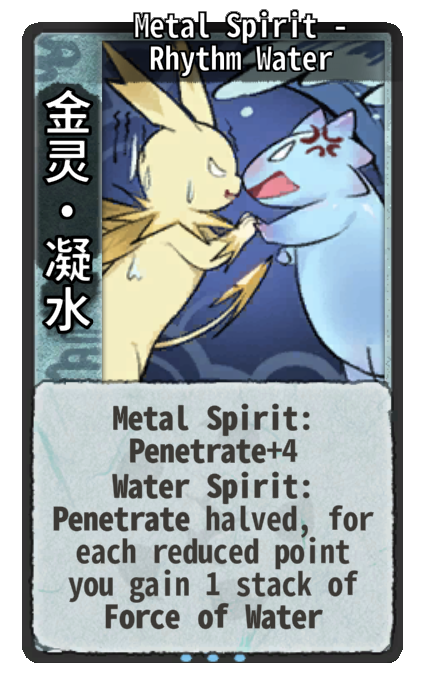 Metal Spirit -
Rhythm Water
金灵・凝水
Metal Spirit:
Penetrate+4
Water Spirit:
Penetrate halved, for
each reduced point
you gain 1 stack of
Force of Water